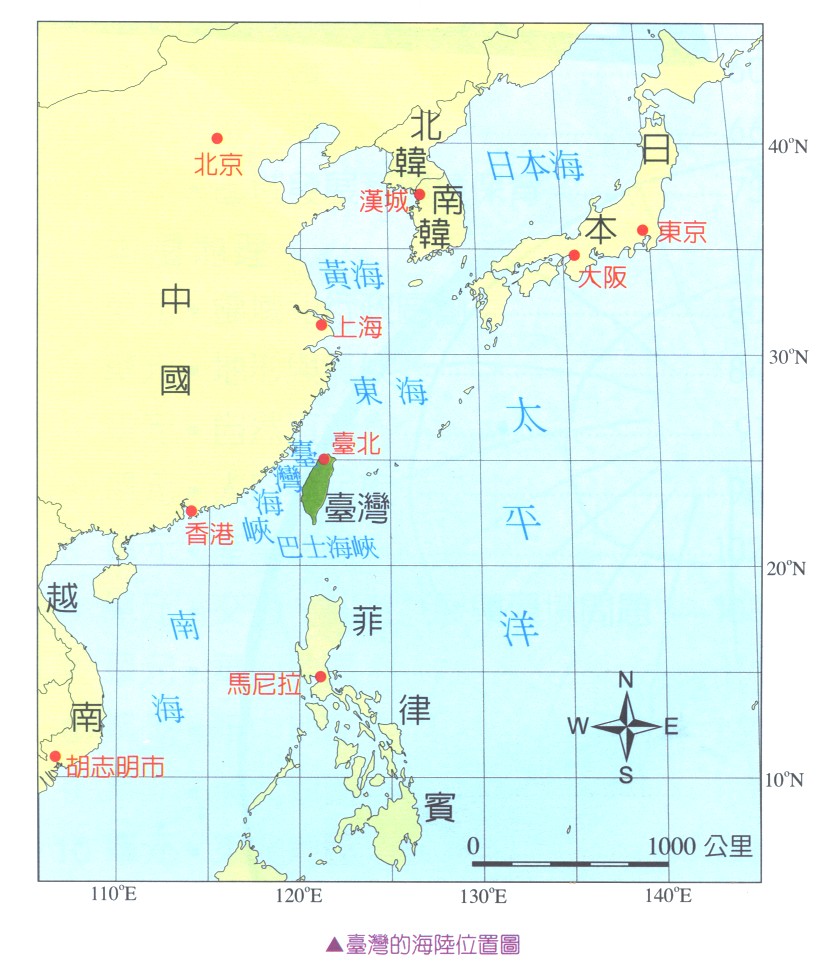 北韓
日本海
日本
40°N
北京
漢城
南韓
東京
大阪
黃海
中國
上海
30°N
東海
太平洋
臺北
臺灣海峽
臺灣
香港
巴士海峽
20°N
越南
南海
菲律賓
馬尼拉
N
W
E
S
胡志明市
10°N
0
1000 公里
110°E
120°E
130°E
140°E
▲臺灣的海陸位置圖